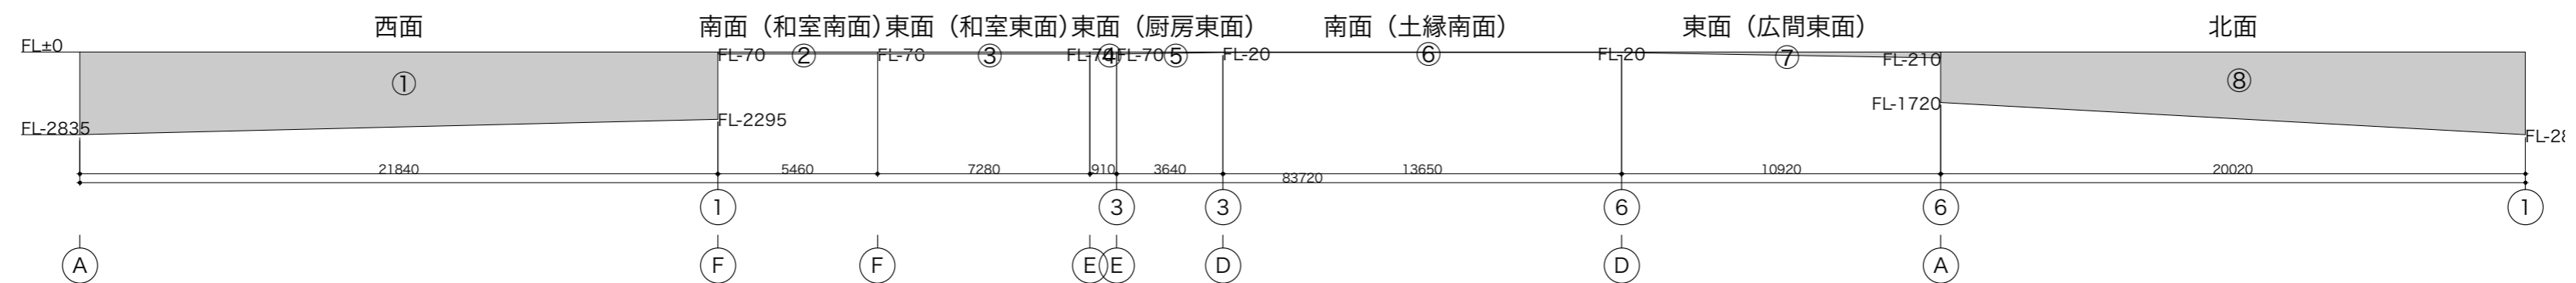 西面 南面（和室南面） 東面（和室東面） 東面（厨房東面） 南面（土縁南面） 東面（広間東面） 北面
FL±0
FL-70 ② FL-70 ③ FL-70 ④ FL-70 ⑤ FL-20 ⑥ FL-20 ⑦ FL-210
① ⑧
FL-1720
FL-2835 FL-2295 FL-28
21840 5460 7280 910 3640 13650 10920 20020
83720
1 3 3 6 6 1
A F F E E D D A